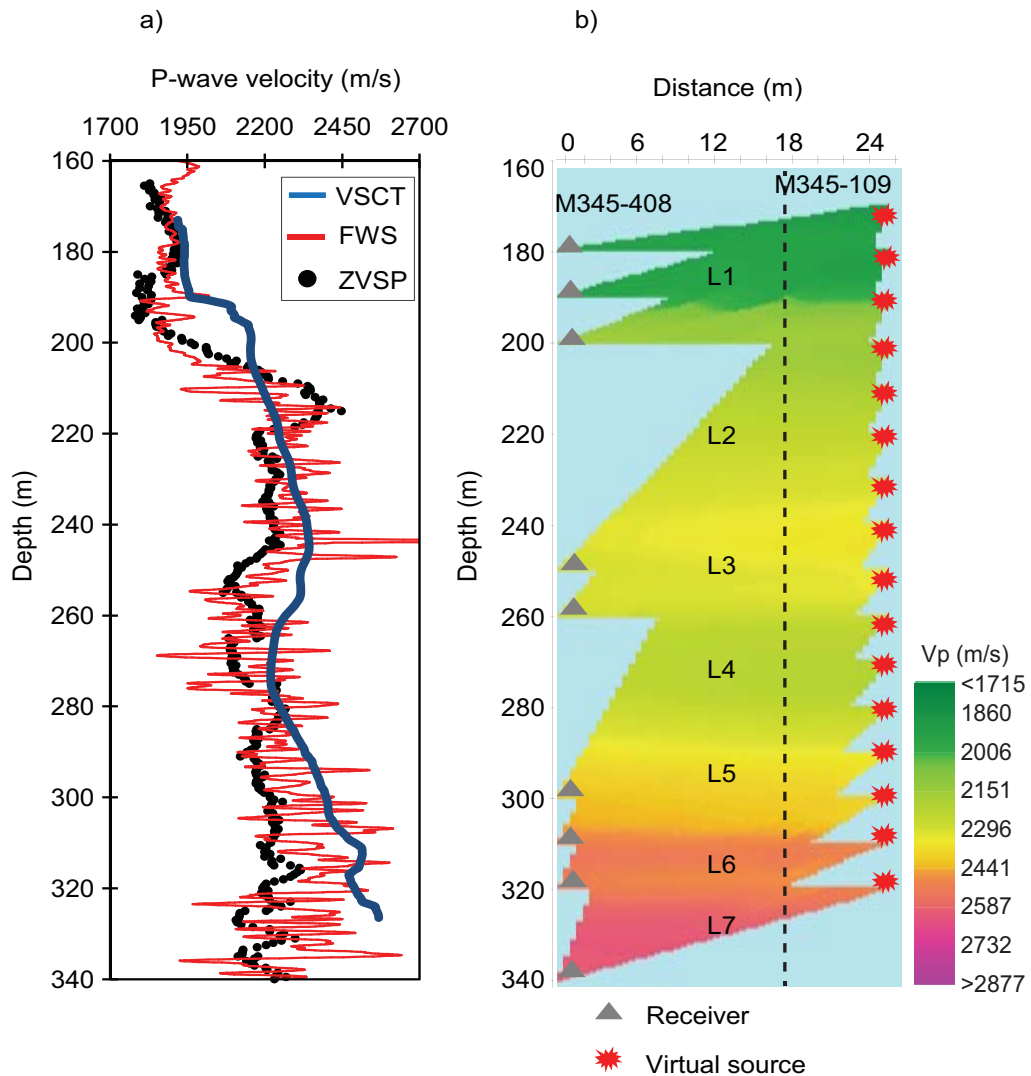 a)
P-wave velocity (m/s)
1700 1950 2200 2450 2700
160
180
200
220
240
260
280
300
320
340
Depth (m)
VSCT
FWS
ZVSP
b)
Distance (m)
0 6 12 18 24
160
180
200
220
240
260
280
300
320
340
Depth (m)
M345-109
M345-408
L1
L2
L3
L4
L5
L6
L7
Vp (m/s)
<1715
1860
2006
2151
2296
2441
2587
2732
>2877
Receiver
Virtual source